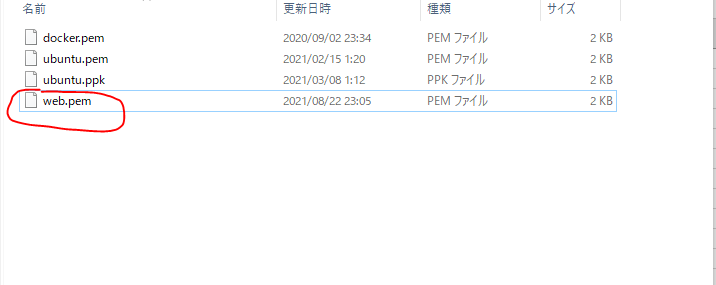 名前 更新日時 種類 サイズ
docker.pem 2020/09/02 23:34 PEM ファイル 2 KB
ubuntu.pem 2021/02/15 1:20 PEM ファイル 2 KB
ubuntu.ppk 2021/03/08 1:12 PPK ファイル 2 KB
web.pem 2021/08/22 23:05 PEM ファイル 2 KB